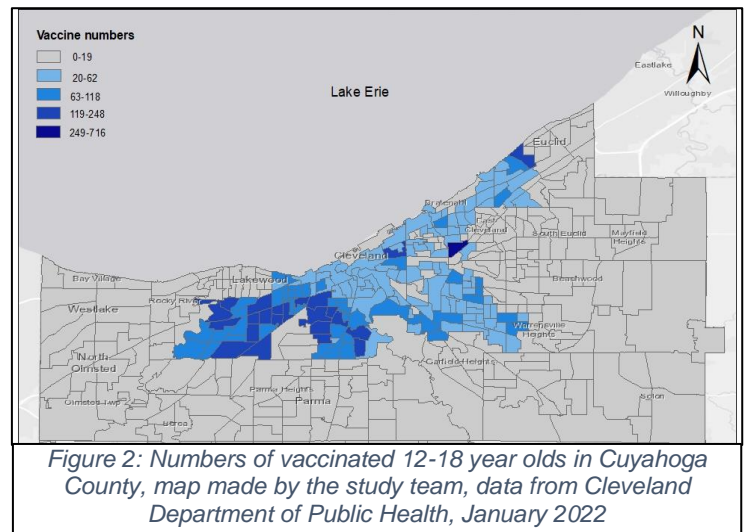 Vaccine numbers
0-19
20-62
63-118
119-248
249-716
N
Eastlake
Willoughby
Lake Erie
Euclid
Bratenahl
East
Cleveland
South Euclid
Mayfield
Heights
Cleveland
Lakewood
Bay Village
Rocky River
Beachwood
Westlake
Warrensville
Heights
North
Olmsted
Garfield Heights
Parma Heights
Solon
Olmsted Twp
Parma
Berea
Figure 2: Numbers of vaccinated 12-18 year olds in Cuyahoga
County, map made by the study team, data from Cleveland
Department of Public Health, January 2022